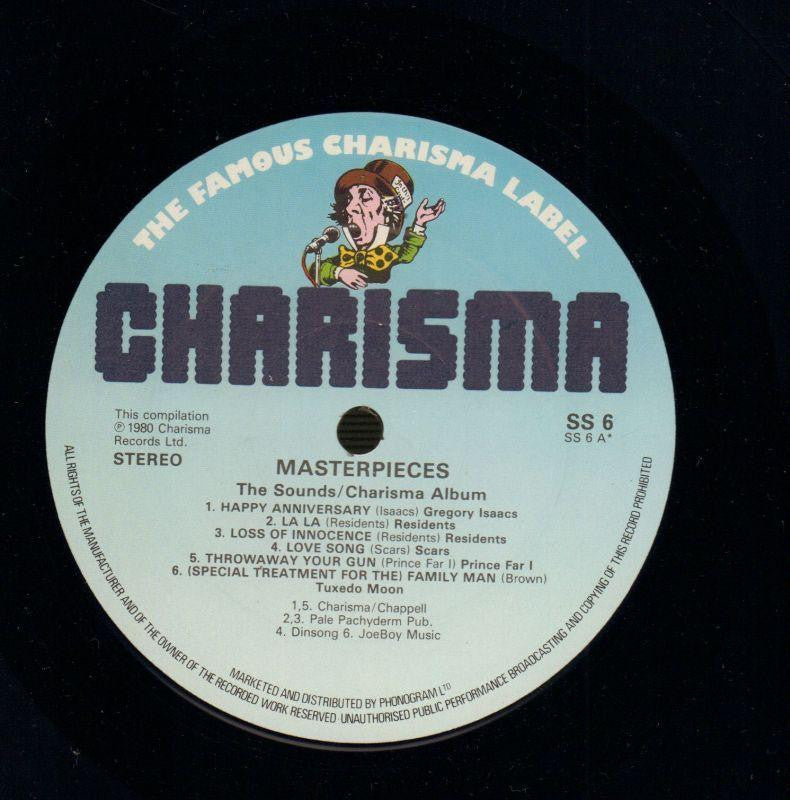 THE FAMOUS CHARISMA LABEL
CHARISMA
This compilation
℗ 1980 Charisma
Records Ltd.
STEREO
SS 6
SS 6 A*
MASTERPIECES
The Sounds/Charisma Album
1. HAPPY ANNIVERSARY (Isaacs) Gregory Isaacs
2. LA LA (Residents) Residents
3. LOSS OF INNOCENCE (Residents) Residents
4. LOVE SONG (Scars) Scars
5. THROWAWAY YOUR GUN (Prince Far I) Prince Far I
6. (SPECIAL TREATMENT FOR THE) FAMILY MAN (Brown)
Tuxedo Moon
1,5. Charisma/Chappell
2,3. Pale Pachyderm Pub.
4. Dinsong 6. JoeBoy Music
MARKETED AND DISTRIBUTED BY PHONOGRAM LTD
ALL RIGHTS OF THE MANUFACTURER AND OF THE OWNER OF THE RECORDED WORK RESERVED · UNAUTHORISED PUBLIC PERFORMANCE BROADCASTING AND COPYING OF THIS RECORD PROHIBITED